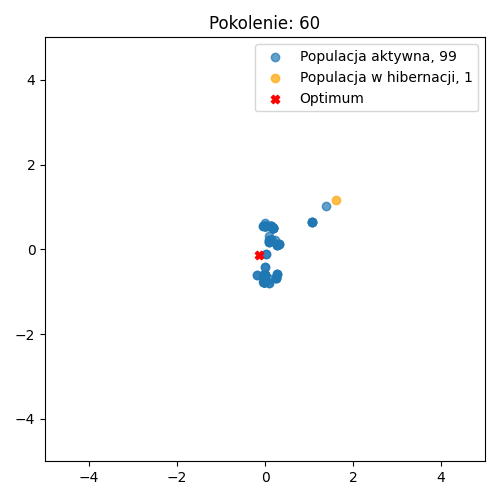 Pokolenie: 60
Populacja aktywna, 99
Populacja w hibernacji, 1
Optimum
4
2
0
−2
−4
−4
−2
0
2
4